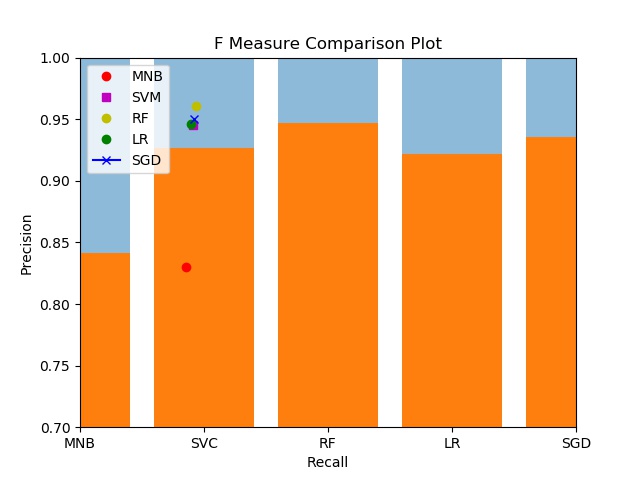 F Measure Comparison Plot
1.00
0.95
0.90
0.85
0.80
0.75
0.70
Precision
MNB
SVM
RF
LR
SGD
MNB SVC RF LR SGD
Recall